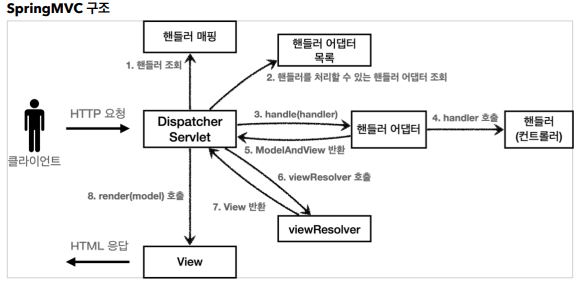 SpringMVC 구조
핸들러 매핑
핸들러 어댑터
목록
1. 핸들러 조회
2. 핸들러를 처리할 수 있는 핸들러 어댑터 조회
HTTP 요청
Dispatcher
Servlet
3. handle(handler)
핸들러 어댑터
4. handler 호출
핸들러
(컨트롤러)
클라이언트
5. ModelAndView 반환
6. viewResolver 호출
8. render(model) 호출
7. View 반환
viewResolver
HTML 응답
View